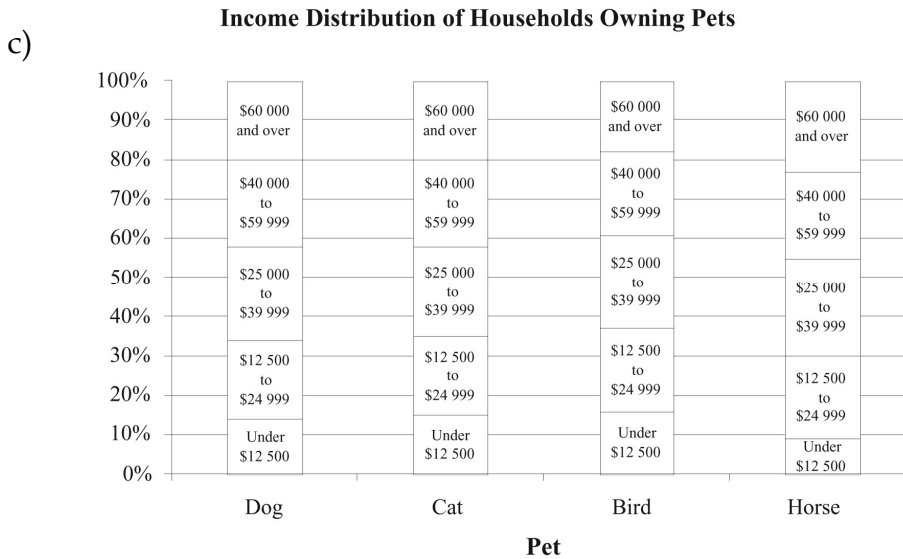 Income Distribution of Households Owning Pets
c)
100%
90%
80%
70%
60%
50%
40%
30%
20%
10%
0%
$60 000
and over
$40 000
to
$59 999
$25 000
to
$39 999
$12 500
to
$24 999
Under
$12 500
$60 000
and over
$40 000
to
$59 999
$25 000
to
$39 999
$12 500
to
$24 999
Under
$12 500
$60 000
and over
$40 000
to
$59 999
$25 000
to
$39 999
$12 500
to
$24 999
Under
$12 500
$60 000
and over
$40 000
to
$59 999
$25 000
to
$39 999
$12 500
to
$24 999
Under
$12 500
Dog
Cat
Bird
Horse
Pet